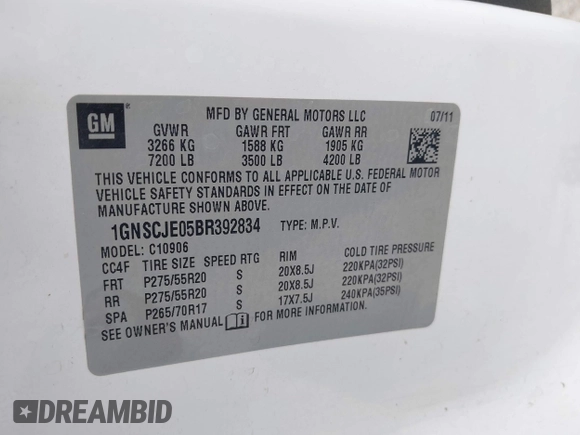 GM ®
MFD BY GENERAL MOTORS LLC 07/11
GVWR GAWR FRT GAWR RR
3266 KG 1588 KG 1905 KG
7200 LB 3500 LB 4200 LB
THIS VEHICLE CONFORMS TO ALL APPLICABLE U.S. FEDERAL MOTOR
VEHICLE SAFETY STANDARDS IN EFFECT ON THE DATE OF
MANUFACTURE SHOWN ABOVE.
1GNSCJE05BR392834 TYPE: M.P.V.
MODEL: C10906
CC4F TIRE SIZE SPEED RTG RIM COLD TIRE PRESSURE
FRT P275/55R20 S 20X8.5J 220KPA(32PSI)
RR P275/55R20 S 20X8.5J 220KPA(32PSI)
SPA P265/70R17 S 17X7.5J 240KPA(35PSI)
SEE OWNER'S MANUAL FOR MORE INFORMATION.
DREAMBID